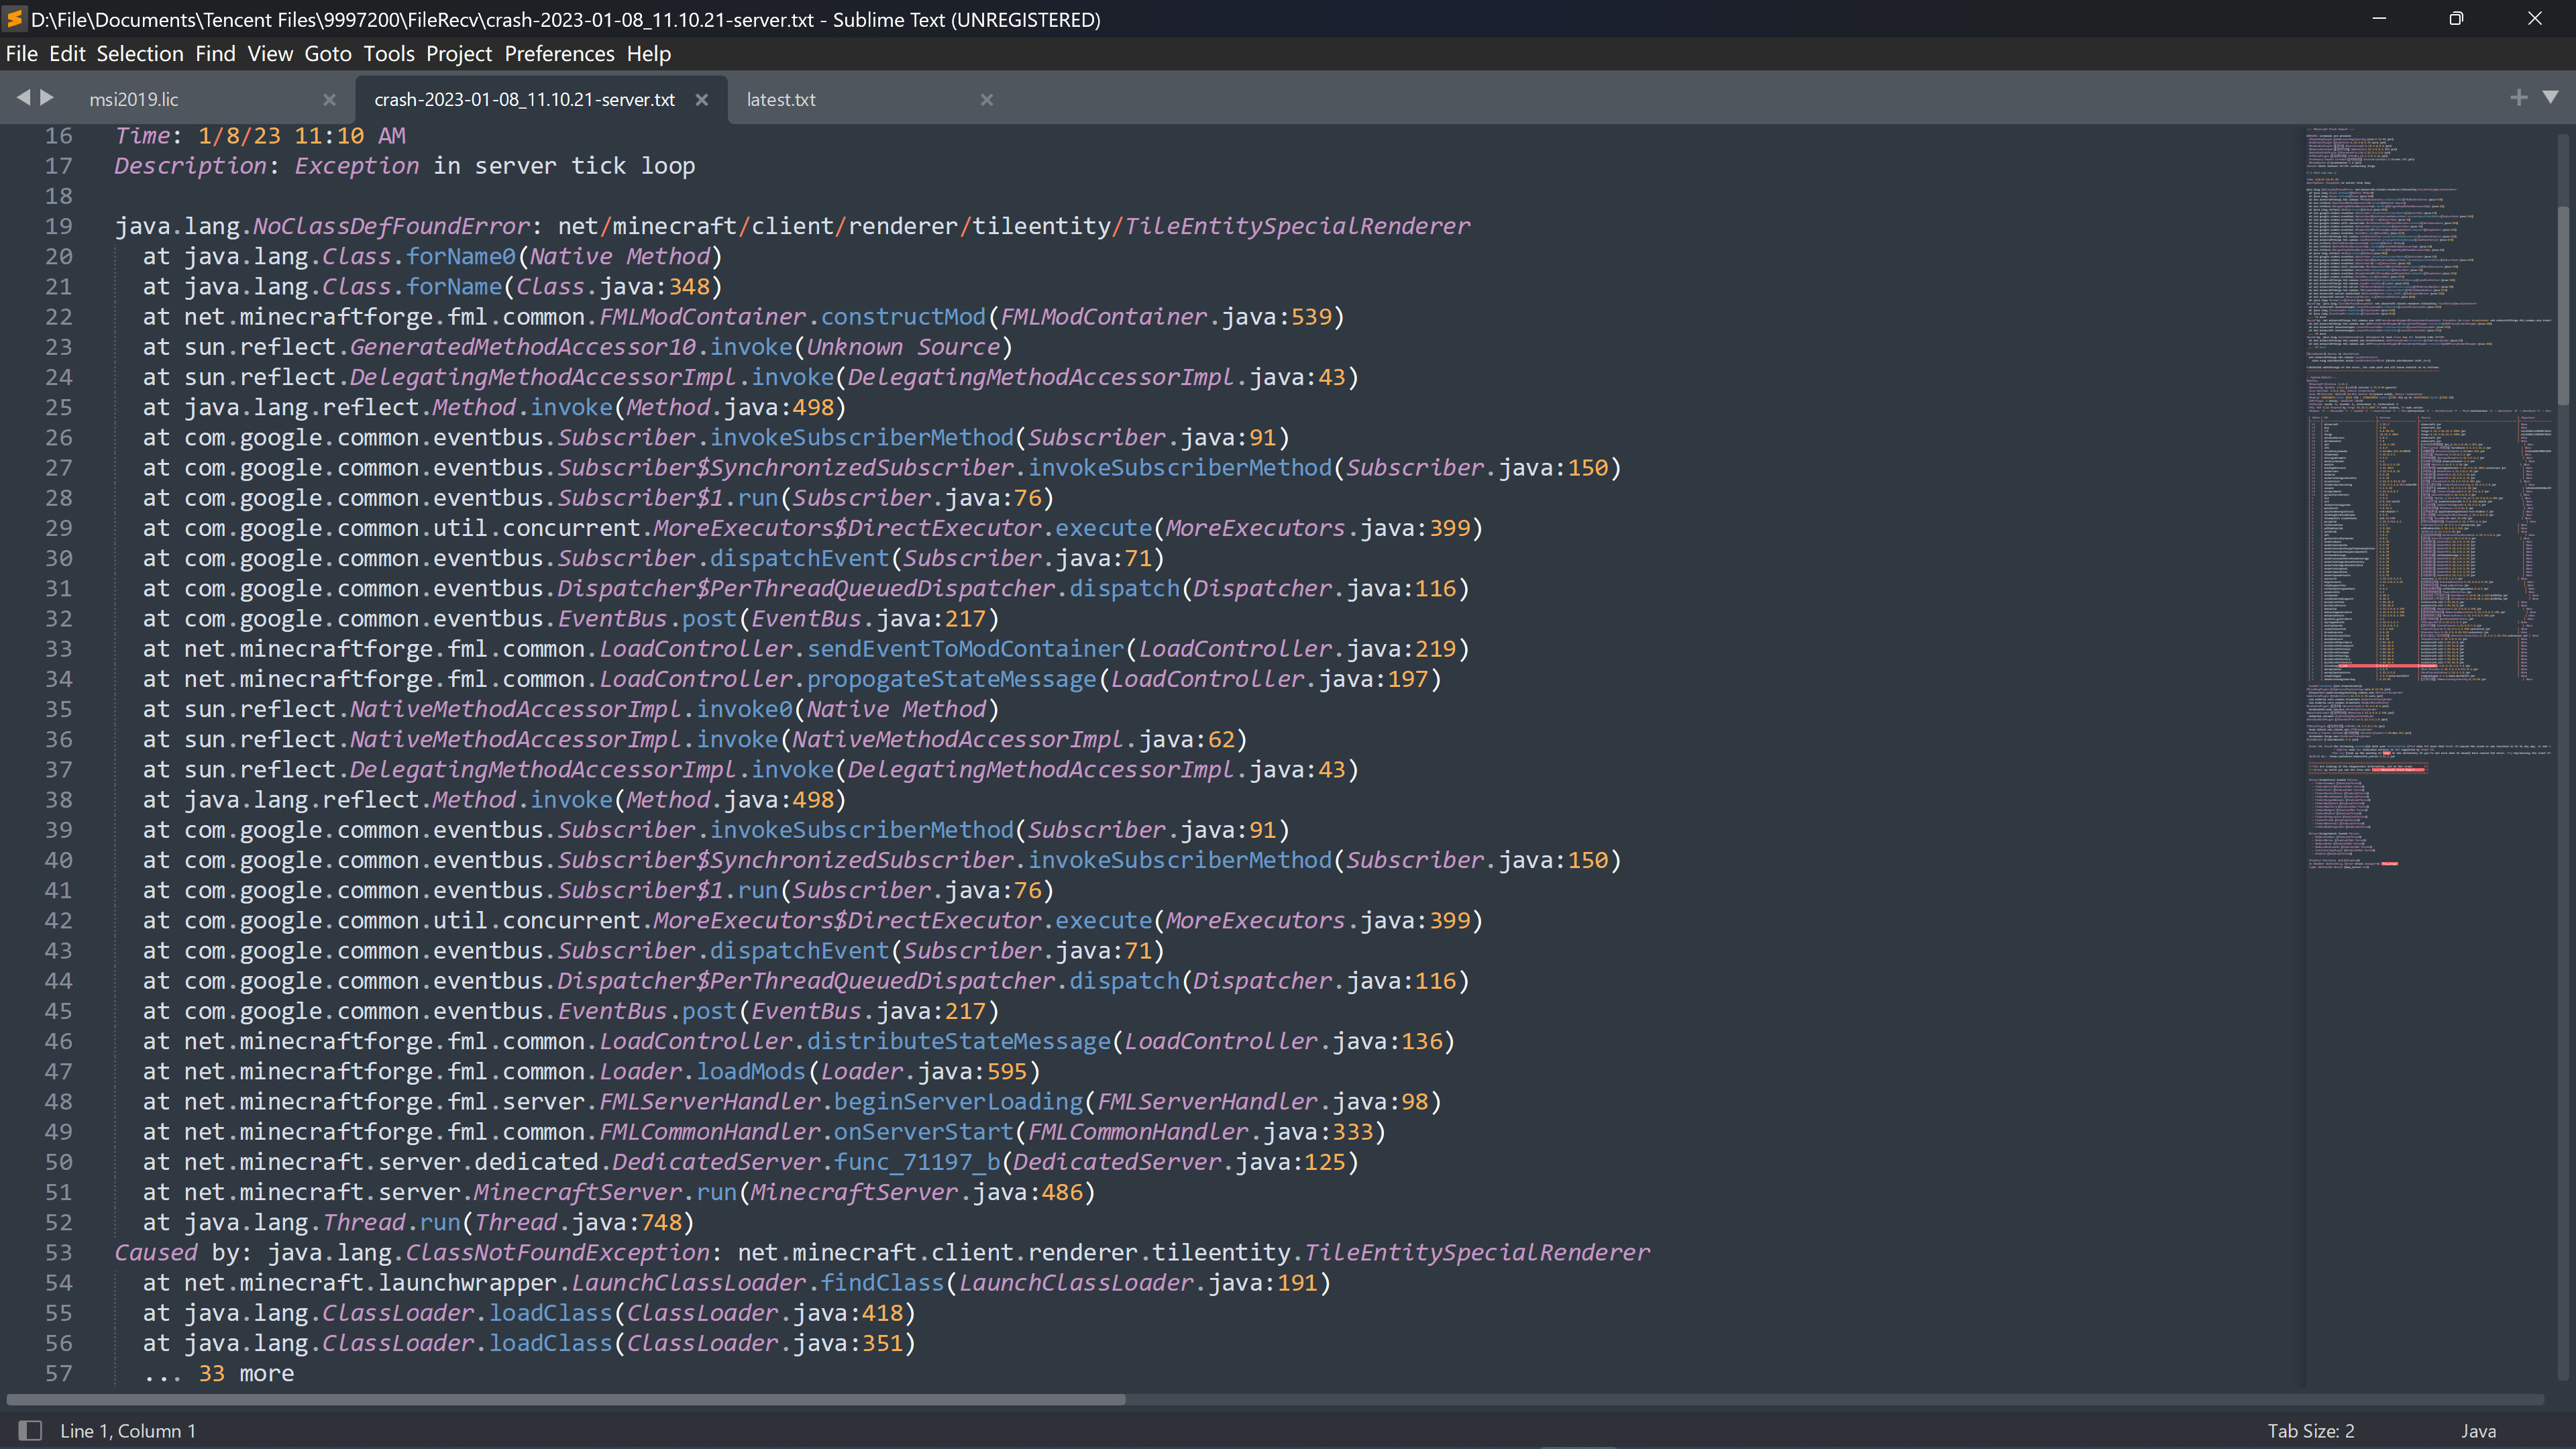 D:\File\Documents\Tencent Files\9997200\FileRecv\crash-2023-01-08_11.10.21-server.txt - Sublime Text (UNREGISTERED)
File Edit Selection Find View Goto Tools Project Preferences Help
msi2019.lic
crash-2023-01-08_11.10.21-server.txt
latest.txt
16 Time: 1/8/23 11:10 AM
17 Description: Exception in server tick loop
18
19 java.lang.NoClassDefFoundError: net/minecraft/client/renderer/tileentity/TileEntitySpecialRenderer
20 at java.lang.Class.forName0(Native Method)
21 at java.lang.Class.forName(Class.java:348)
22 at net.minecraftforge.fml.common.FMLModContainer.constructMod(FMLModContainer.java:539)
23 at sun.reflect.GeneratedMethodAccessor10.invoke(Unknown Source)
24 at sun.reflect.DelegatingMethodAccessorImpl.invoke(DelegatingMethodAccessorImpl.java:43)
25 at java.lang.reflect.Method.invoke(Method.java:498)
26 at com.google.common.eventbus.Subscriber.invokeSubscriberMethod(Subscriber.java:91)
27 at com.google.common.eventbus.Subscriber$SynchronizedSubscriber.invokeSubscriberMethod(Subscriber.java:150)
28 at com.google.common.eventbus.Subscriber$1.run(Subscriber.java:76)
29 at com.google.common.util.concurrent.MoreExecutors$DirectExecutor.execute(MoreExecutors.java:399)
30 at com.google.common.eventbus.Subscriber.dispatchEvent(Subscriber.java:71)
31 at com.google.common.eventbus.Dispatcher$PerThreadQueuedDispatcher.dispatch(Dispatcher.java:116)
32 at com.google.common.eventbus.EventBus.post(EventBus.java:217)
33 at net.minecraftforge.fml.common.LoadController.sendEventToModContainer(LoadController.java:219)
34 at net.minecraftforge.fml.common.LoadController.propogateStateMessage(LoadController.java:197)
35 at sun.reflect.NativeMethodAccessorImpl.invoke0(Native Method)
36 at sun.reflect.NativeMethodAccessorImpl.invoke(NativeMethodAccessorImpl.java:62)
37 at sun.reflect.DelegatingMethodAccessorImpl.invoke(DelegatingMethodAccessorImpl.java:43)
38 at java.lang.reflect.Method.invoke(Method.java:498)
39 at com.google.common.eventbus.Subscriber.invokeSubscriberMethod(Subscriber.java:91)
40 at com.google.common.eventbus.Subscriber$SynchronizedSubscriber.invokeSubscriberMethod(Subscriber.java:150)
41 at com.google.common.eventbus.Subscriber$1.run(Subscriber.java:76)
42 at com.google.common.util.concurrent.MoreExecutors$DirectExecutor.execute(MoreExecutors.java:399)
43 at com.google.common.eventbus.Subscriber.dispatchEvent(Subscriber.java:71)
44 at com.google.common.eventbus.Dispatcher$PerThreadQueuedDispatcher.dispatch(Dispatcher.java:116)
45 at com.google.common.eventbus.EventBus.post(EventBus.java:217)
46 at net.minecraftforge.fml.common.LoadController.distributeStateMessage(LoadController.java:136)
47 at net.minecraftforge.fml.common.Loader.loadMods(Loader.java:595)
48 at net.minecraftforge.fml.server.FMLServerHandler.beginServerLoading(FMLServerHandler.java:98)
49 at net.minecraftforge.fml.common.FMLCommonHandler.onServerStart(FMLCommonHandler.java:333)
50 at net.minecraft.server.dedicated.DedicatedServer.func_71197_b(DedicatedServer.java:125)
51 at net.minecraft.server.MinecraftServer.run(MinecraftServer.java:486)
52 at java.lang.Thread.run(Thread.java:748)
53 Caused by: java.lang.ClassNotFoundException: net.minecraft.client.renderer.tileentity.TileEntitySpecialRenderer
54 at net.minecraft.launchwrapper.LaunchClassLoader.findClass(LaunchClassLoader.java:191)
55 at java.lang.ClassLoader.loadClass(ClassLoader.java:418)
56 at java.lang.ClassLoader.loadClass(ClassLoader.java:351)
57 ... 33 more
Line 1, Column 1
Tab Size: 2
Java